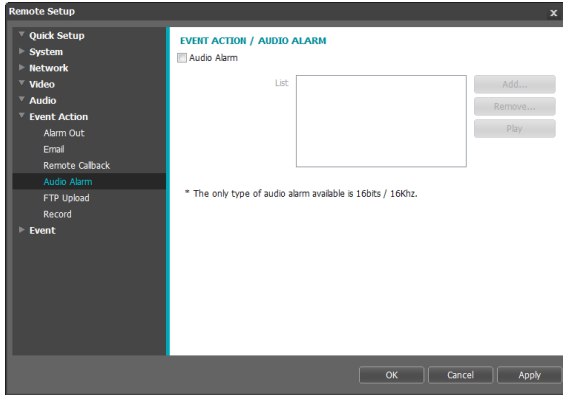 Remote Setup
x
Quick Setup
System
Network
Video
Audio
Event Action
Alarm Out
Email
Remote Callback
Audio Alarm
FTP Upload
Record
Event
EVENT ACTION / AUDIO ALARM
Audio Alarm
List
Add...
Remove...
Play
* The only type of audio alarm available is 16bits / 16Khz.
OK
Cancel
Apply